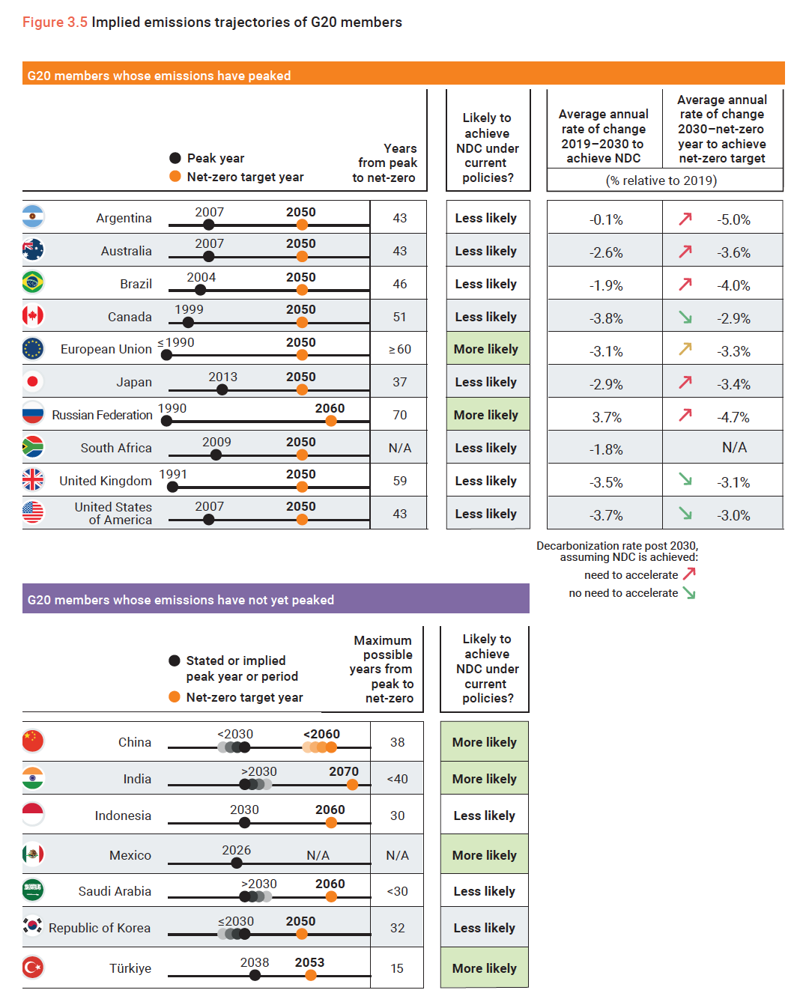 Figure 3.5 Implied emissions trajectories of G20 members
G20 members whose emissions have peaked
Peak year
Net-zero target year
Years
from peak
to net-zero
Likely to
achieve
NDC under
current
policies?
Average annual
rate of change
2019–2030 to
achieve NDC
Average annual
rate of change
2030–net-zero
year to achieve
net-zero target
(% relative to 2019)
Argentina 2007 2050 43 Less likely -0.1% -5.0%
Australia 2007 2050 43 Less likely -2.6% -3.6%
Brazil 2004 2050 46 Less likely -1.9% -4.0%
Canada 1999 2050 51 Less likely -3.8% -2.9%
European Union ≤1990 2050 ≥60 More likely -3.1% -3.3%
Japan 2013 2050 37 Less likely -2.9% -3.4%
Russian Federation 1990 2060 70 More likely 3.7% -4.7%
South Africa 2009 2050 N/A Less likely -1.8% N/A
United Kingdom 1991 2050 59 Less likely -3.5% -3.1%
United States
of America 2007 2050 43 Less likely -3.7% -3.0%
Decarbonization rate post 2030,
assuming NDC is achieved:
need to accelerate
no need to accelerate
G20 members whose emissions have not yet peaked
Stated or implied
peak year or period
Net-zero target year
Maximum
possible
years from
peak to
net-zero
Likely to
achieve
NDC under
current
policies?
China <2030 <2060 38 More likely
India >2030 2070 <40 More likely
Indonesia 2030 2060 30 Less likely
Mexico 2026 N/A N/A More likely
Saudi Arabia >2030 2060 <30 Less likely
Republic of Korea ≤2030 2050 32 Less likely
Türkiye 2038 2053 15 More likely